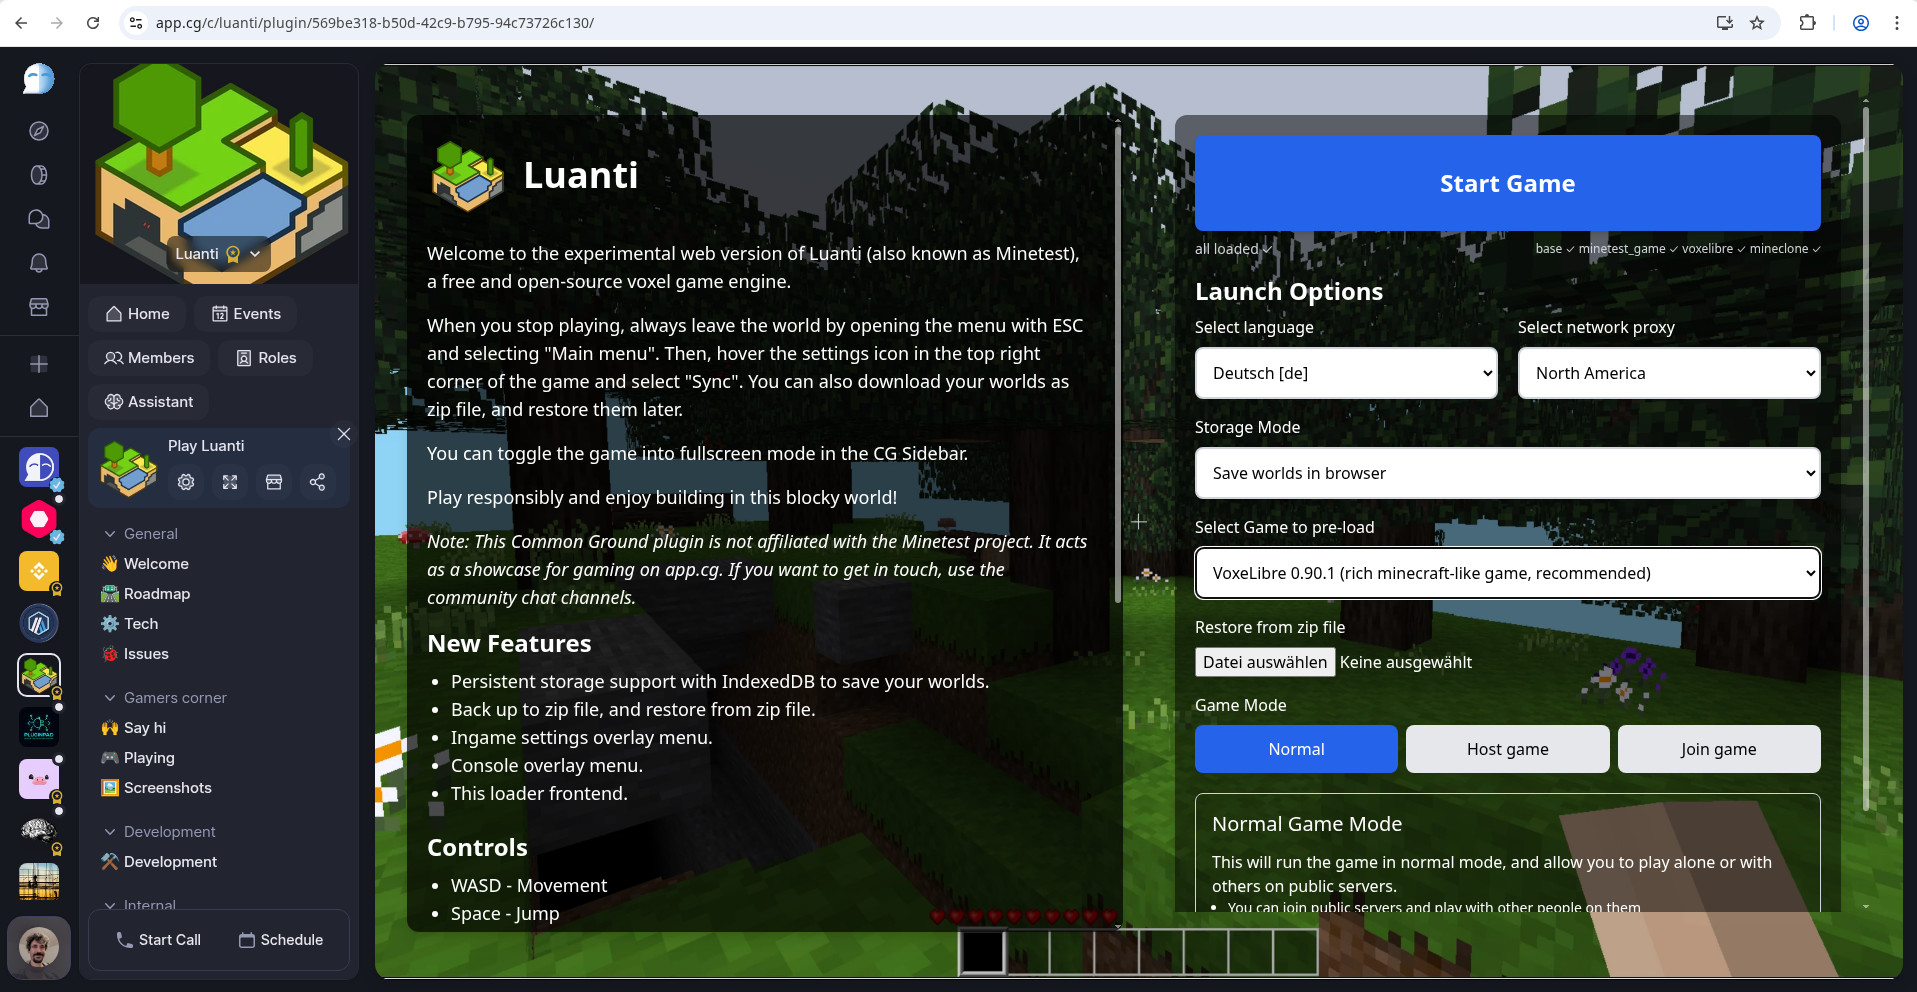 app.cg/c/luanti/plugin/569be318-b50d-42c9-b795-94c73726c130/
Luanti
Home
Events
Members
Roles
Assistant
Play Luanti
General
👋 Welcome
🛣️ Roadmap
⚙️ Tech
🐞 Issues
Gamers corner
🙌 Say hi
🎮 Playing
🖼️ Screenshots
Development
⚒️ Development
Internal
Start Call
Schedule
Luanti
Welcome to the experimental web version of Luanti (also known as Minetest),
a free and open-source voxel game engine.
When you stop playing, always leave the world by opening the menu with ESC
and selecting "Main menu". Then, hover the settings icon in the top right
corner of the game and select "Sync". You can also download your worlds as
zip file, and restore them later.
You can toggle the game into fullscreen mode in the CG Sidebar.
Play responsibly and enjoy building in this blocky world!
Note: This Common Ground plugin is not affiliated with the Minetest project. It acts
as a showcase for gaming on app.cg. If you want to get in touch, use the
community chat channels.
New Features
• Persistent storage support with IndexedDB to save your worlds.
• Back up to zip file, and restore from zip file.
• Ingame settings overlay menu.
• Console overlay menu.
• This loader frontend.
Controls
• WASD - Movement
• Space - Jump
Start Game
all loaded ✓
base ✓ minetest_game ✓ voxelibre ✓ mineclone ✓
Launch Options
Select language
Select network proxy
Deutsch [de]
North America
Storage Mode
Save worlds in browser
Select Game to pre-load
VoxeLibre 0.90.1 (rich minecraft-like game, recommended)
Restore from zip file
Datei auswählen Keine ausgewählt
Game Mode
Normal
Host game
Join game
Normal Game Mode
This will run the game in normal mode, and allow you to play alone or with
others on public servers.
• You can join public servers and play with other people on them